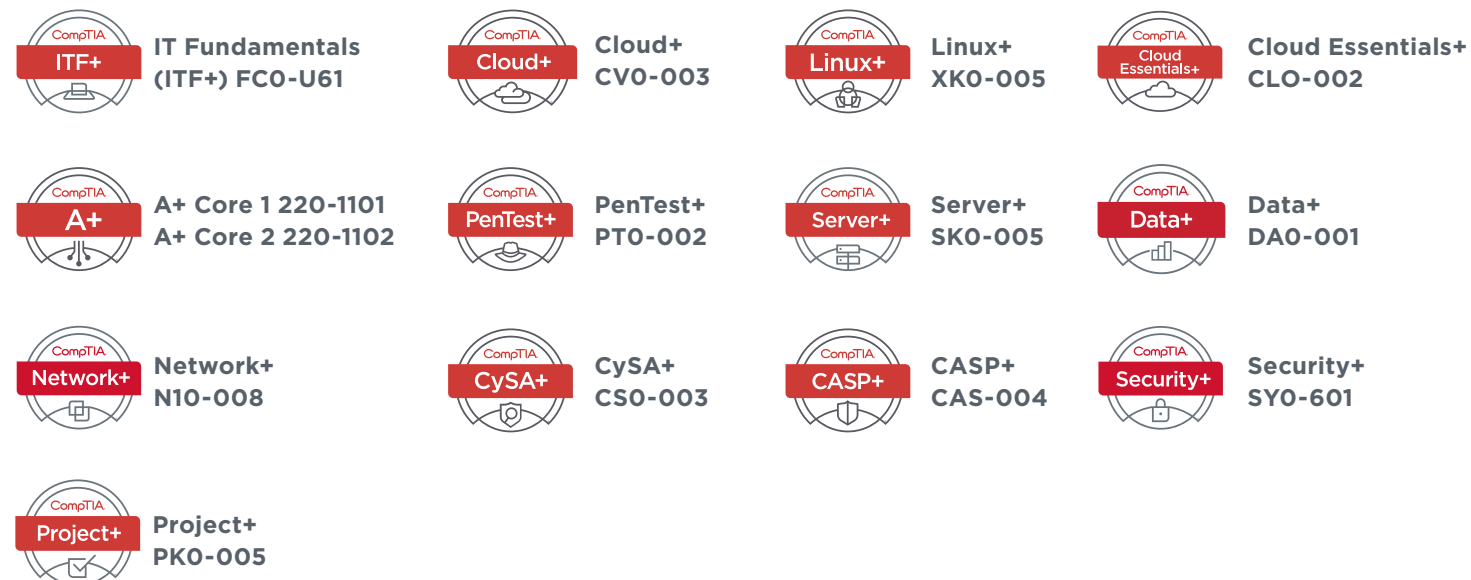 CompTIA
ITF+
IT Fundamentals
(ITF+) FC0-U61
CompTIA
Cloud+
Cloud+
CV0-003
CompTIA
Linux+
Linux+
XK0-005
CompTIA
Cloud
Essentials+
Cloud Essentials+
CLO-002
CompTIA
A+
A+ Core 1 220-1101
A+ Core 2 220-1102
CompTIA
PenTest+
PenTest+
PT0-002
CompTIA
Server+
Server+
SK0-005
CompTIA
Data+
Data+
DA0-001
CompTIA
Network+
Network+
N10-008
CompTIA
CySA+
CySA+
CS0-003
CompTIA
CASP+
CASP+
CAS-004
CompTIA
Security+
Security+
SY0-601
CompTIA
Project+
Project+
PK0-005